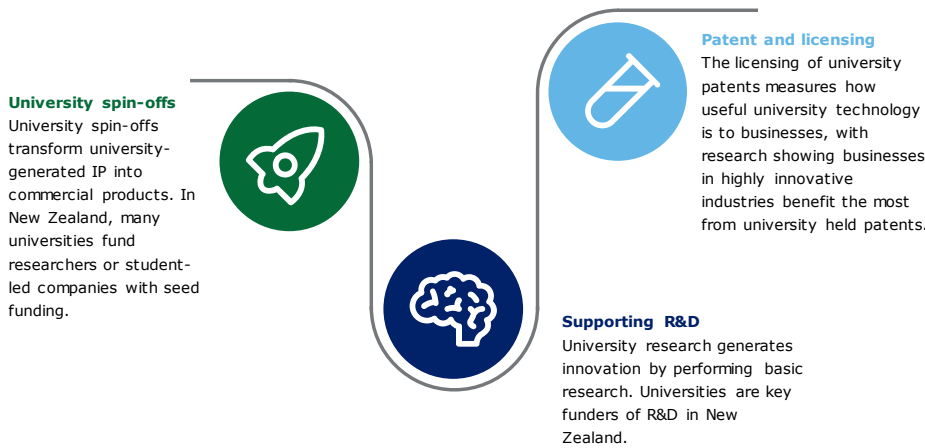 University spin-offs
University spin-offs
transform university-
generated IP into
commercial products. In
New Zealand, many
universities fund
researchers or student-
led companies with seed
funding.
Supporting R&D
University research generates
innovation by performing basic
research. Universities are key
funders of R&D in New
Zealand.
Patent and licensing
The licensing of university
patents measures how
useful university technology
is to businesses, with
research showing businesses
in highly innovative
industries benefit the most
from university held patents.